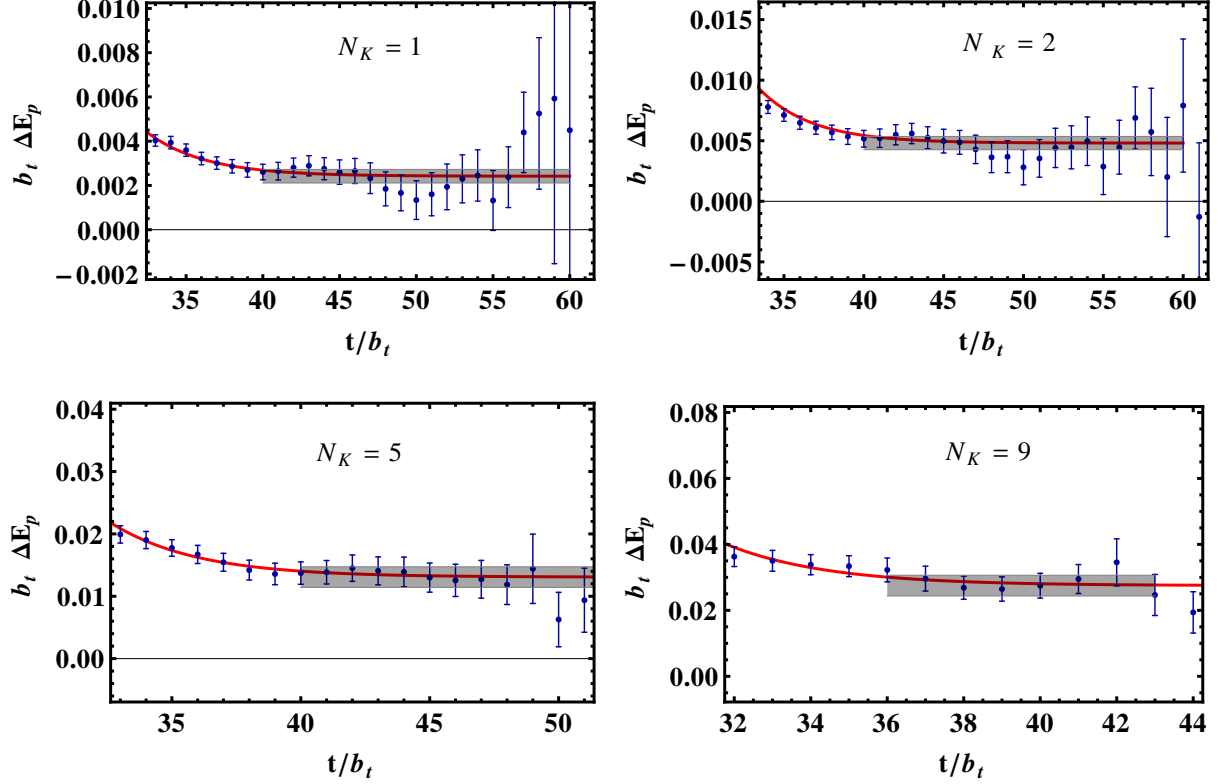 0.010
0.008
0.006
0.004
0.002
0.000
−0.002
b_t ΔE_p
N_K = 1
35 40 45 50 55 60
t/b_t
0.015
0.010
0.005
0.000
−0.005
b_t ΔE_p
N_K = 2
35 40 45 50 55 60
t/b_t
0.04
0.03
0.02
0.01
0.00
b_t ΔE_p
N_K = 5
35 40 45 50
t/b_t
0.08
0.06
0.04
0.02
0.00
b_t ΔE_p
N_K = 9
32 34 36 38 40 42 44
t/b_t